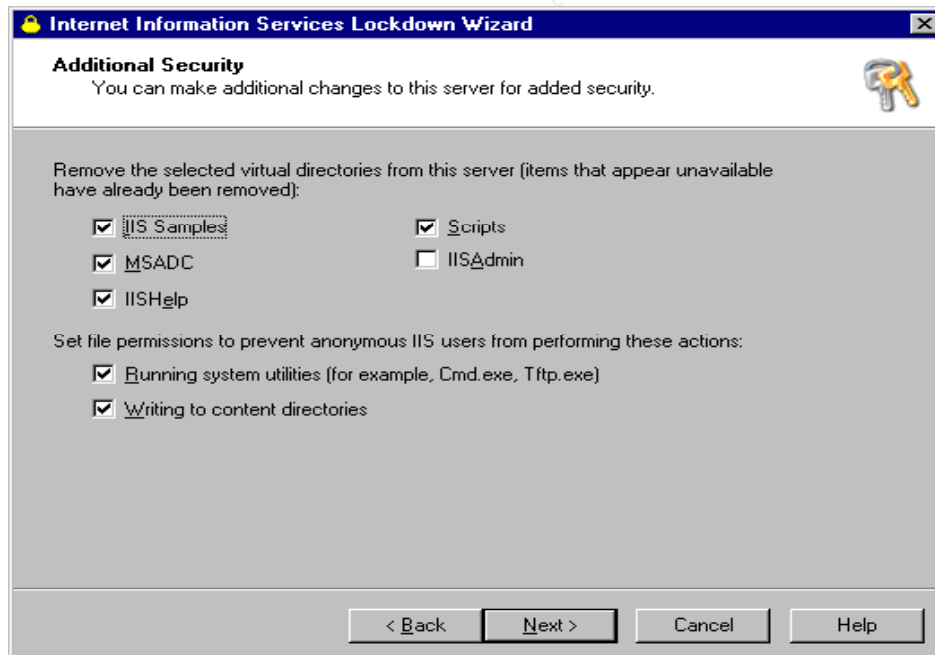 Internet Information Services Lockdown Wizard
Additional Security
You can make additional changes to this server for added security.
Remove the selected virtual directories from this server (items that appear unavailable
have already been removed):
IIS Samples
Scripts
MSADC
IISAdmin
IISHelp
Set file permissions to prevent anonymous IIS users from performing these actions:
Running system utilities (for example, Cmd.exe, Tftp.exe)
Writing to content directories
< Back
Next >
Cancel
Help